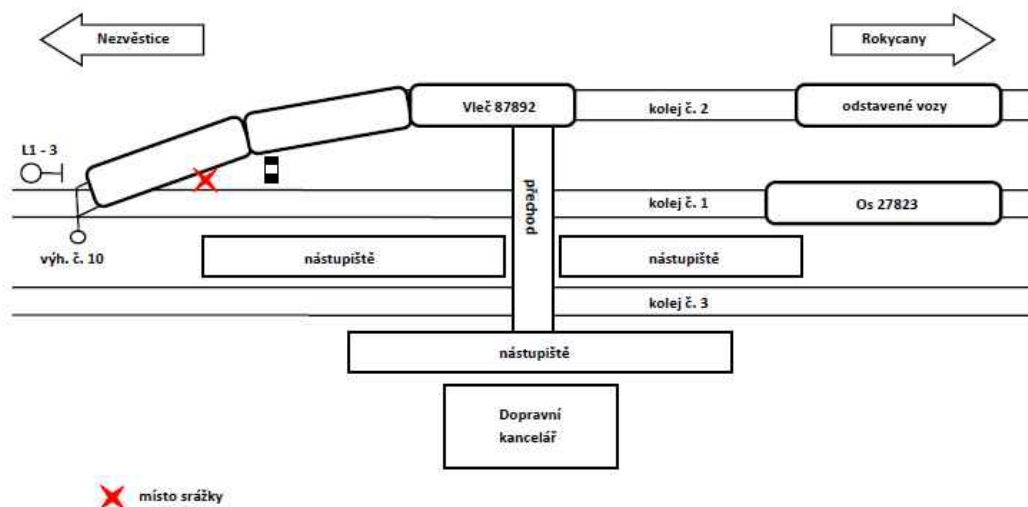 Nezvěstice
Rokycany
Vleč 87892
kolej č. 2
odstavené vozy
L1 - 3
přechod
kolej č. 1
Os 27823
výh. č. 10
nástupiště
nástupiště
kolej č. 3
nástupiště
Dopravní
kancelář
místo srážky